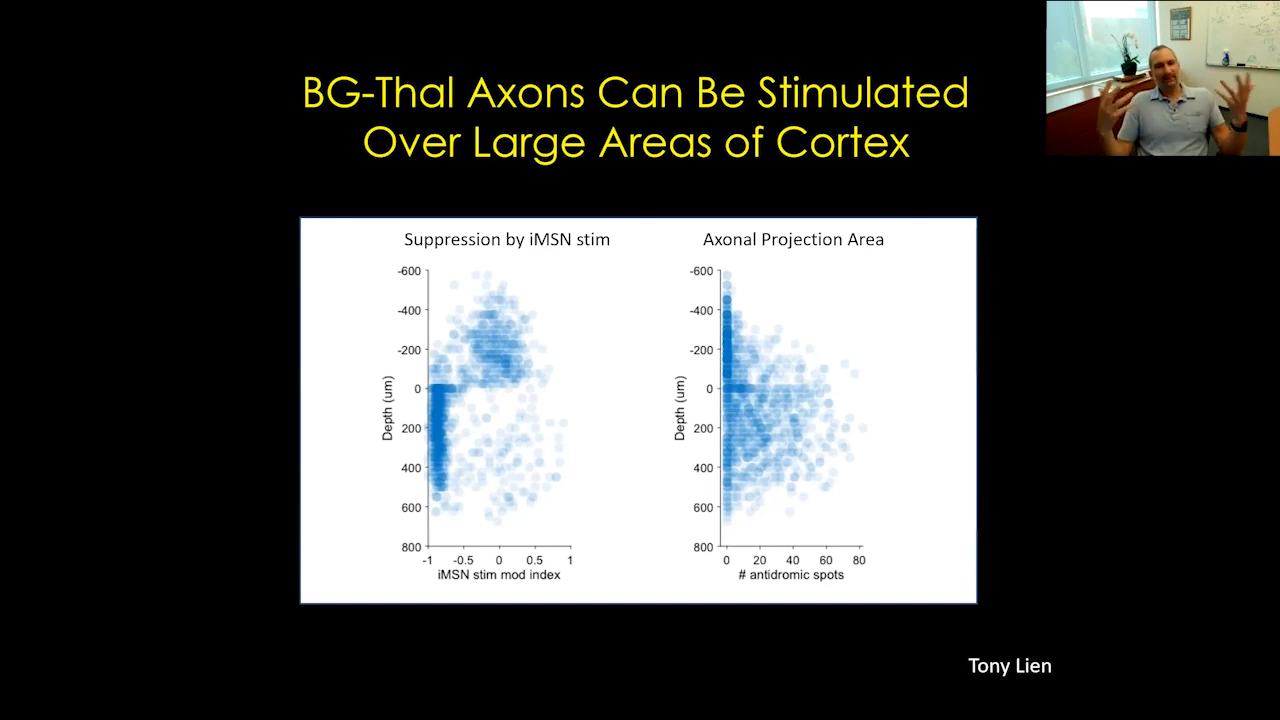 BG-Thal Axons Can Be Stimulated
Over Large Areas of Cortex
Suppression by iMSN stim
-600
-400
-200
0
200
400
600
800
Depth (um)
-1 -0.5 0 0.5 1
iMSN stim mod index
Axonal Projection Area
-600
-400
-200
0
200
400
600
800
Depth (um)
0 20 40 60 80
# antidromic spots
Tony Lien